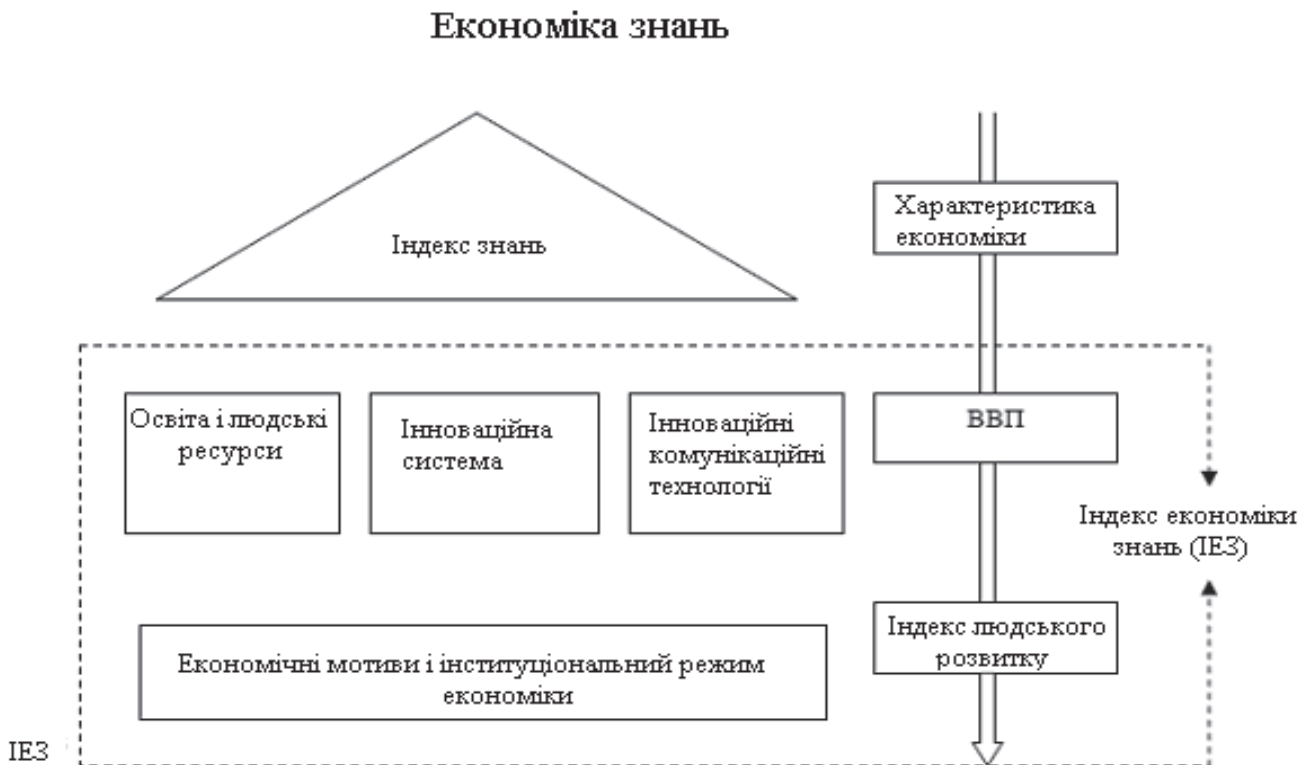 Економіка знань
Індекс знань
Характеристика
економіки
Освіта і людські
ресурси
Інноваційна
система
Інноваційні
комунікаційні
технології
ВВП
Індекс економіки
знань (ІЕЗ)
Індекс людського
розвитку
Економічні мотиви і інституціональний режим
економіки
ІЕЗ